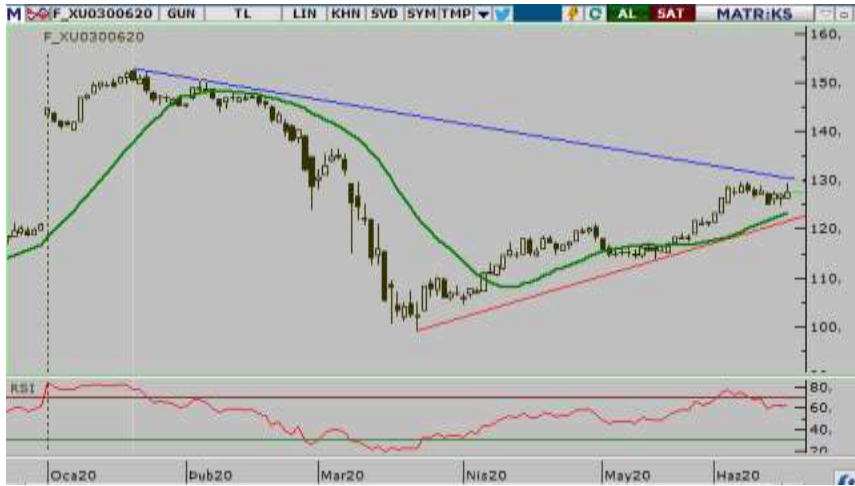 M F_XU0300620 GUN TL LIN KHN SVD SYM TMP C AL SAT MATRiKS
F_XU0300620
160,
150,
140,
130,
120,
110,
100,
RSI
80,
60,
40,
20
Oca20 Þub20 Mar20 Nis20 May20 Haz20